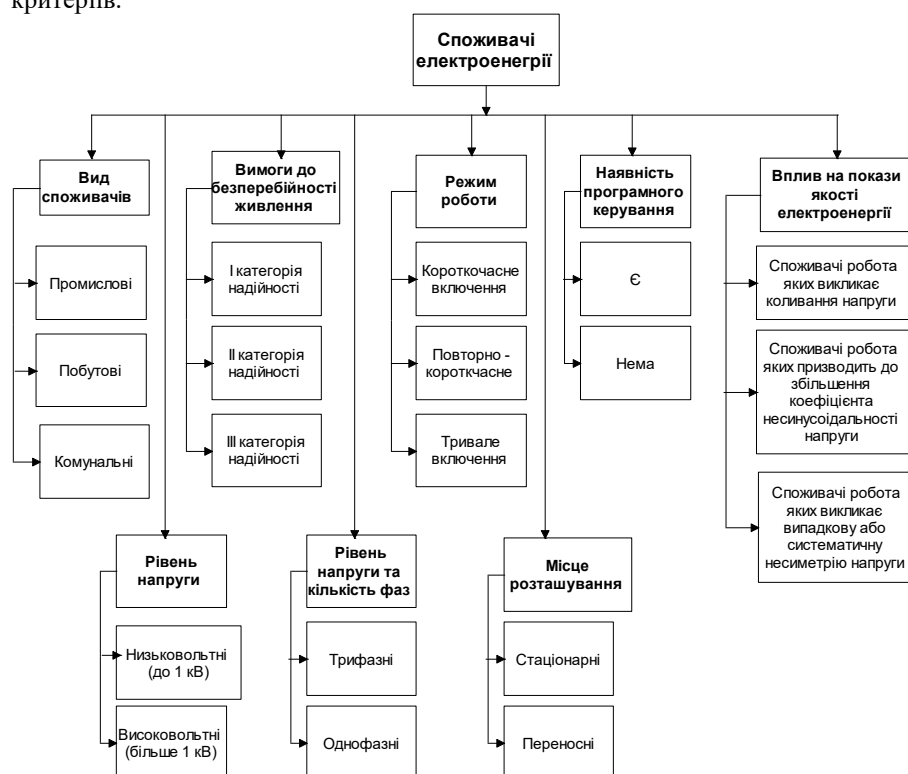 критеріїв.
Споживачі
електроенегрії
Вид
споживачів
Вимоги до
безперебійності
живлення
Режим
роботи
Наявність
програмного
керування
Вплив на покази
якості
електроенергії
Промислові
Побутові
Комунальні
І категорія
надійності
ІІ категорія
надійності
ІІІ категорія
надійності
Короткочасне
включення
Повторно -
короткчасне
Тривале
включення
Є
Нема
Споживачі робота
яких викликає
коливання напруги
Споживачі робота
яких призводить до
збільшення
коефіцієнта
несинусоідальності
напруги
Споживачі робота
яких викликає
випадкову або
систематичну
несиметрію напруги
Рівень
напруги
Рівень
напруги та
кількість фаз
Місце
розташування
Низьковольтні
(до 1 кВ)
Високовольтні
(більше 1 кВ)
Трифазні
Однофазні
Стаціонарні
Переносні